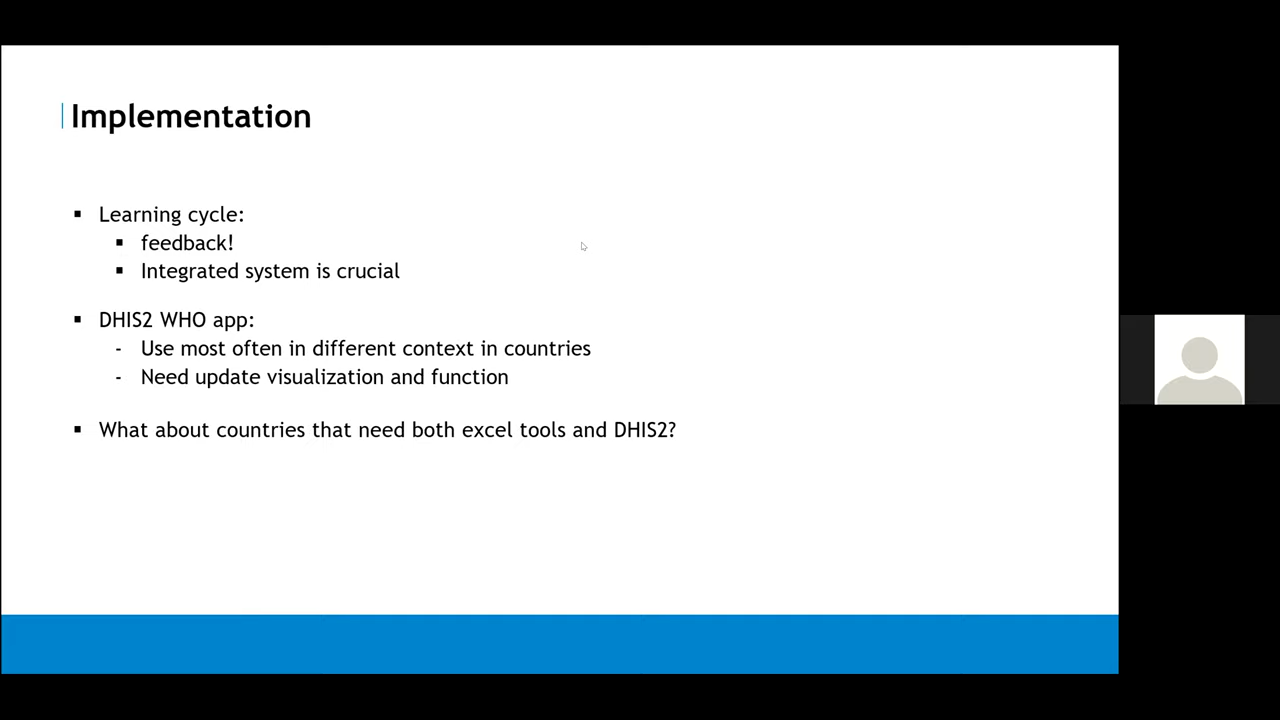 Implementation
▪ Learning cycle:
▪ feedback!
▪ Integrated system is crucial
▪ DHIS2 WHO app:
- Use most often in different context in countries
- Need update visualization and function
▪ What about countries that need both excel tools and DHIS2?